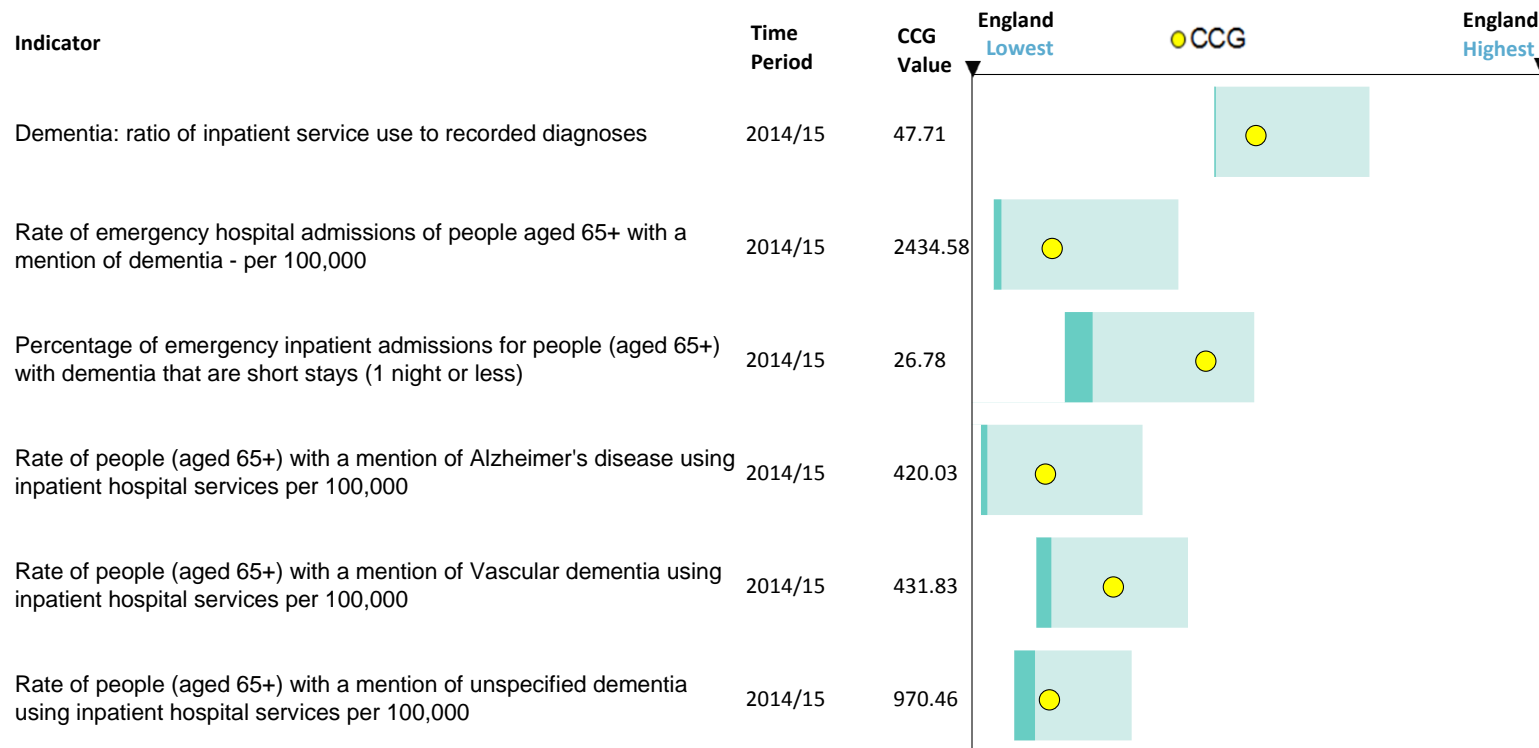 Indicator
Time
Period
CCG
Value
England
Lowest
CCG
England
Highest
Dementia: ratio of inpatient service use to recorded diagnoses
2014/15
47.71
Rate of emergency hospital admissions of people aged 65+ with a
mention of dementia - per 100,000
2014/15
2434.58
Percentage of emergency inpatient admissions for people (aged 65+)
with dementia that are short stays (1 night or less)
2014/15
26.78
Rate of people (aged 65+) with a mention of Alzheimer's disease using
inpatient hospital services per 100,000
2014/15
420.03
Rate of people (aged 65+) with a mention of Vascular dementia using
inpatient hospital services per 100,000
2014/15
431.83
Rate of people (aged 65+) with a mention of unspecified dementia
using inpatient hospital services per 100,000
2014/15
970.46